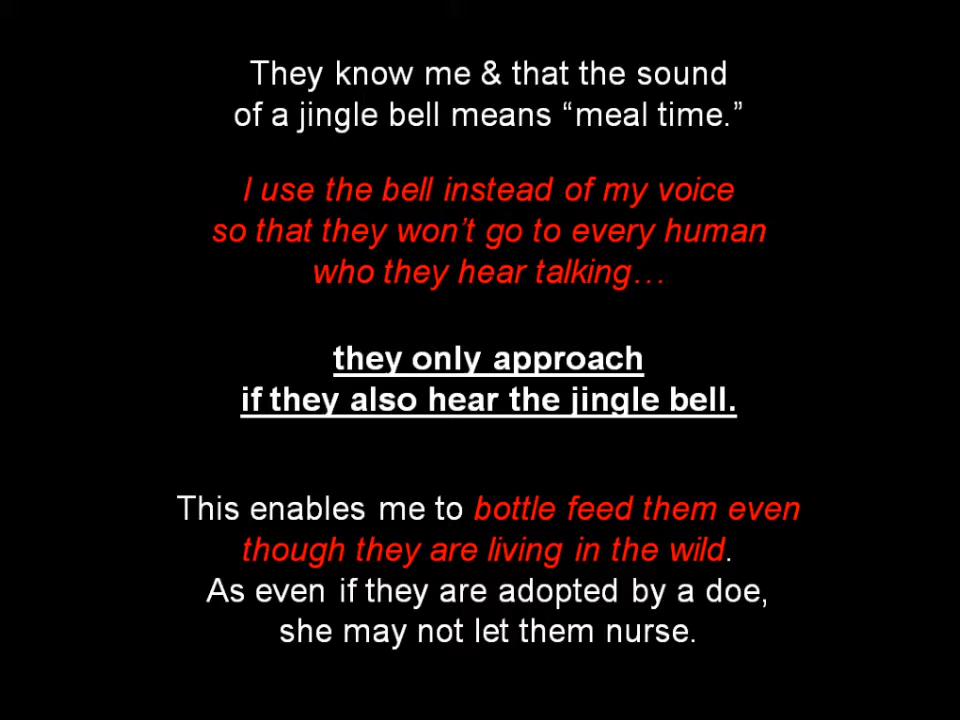 They know me & that the sound
of a jingle bell means “meal time.”
I use the bell instead of my voice
so that they won’t go to every human
who they hear talking…
they only approach
if they also hear the jingle bell.
This enables me to bottle feed them even
though they are living in the wild.
As even if they are adopted by a doe,
she may not let them nurse.